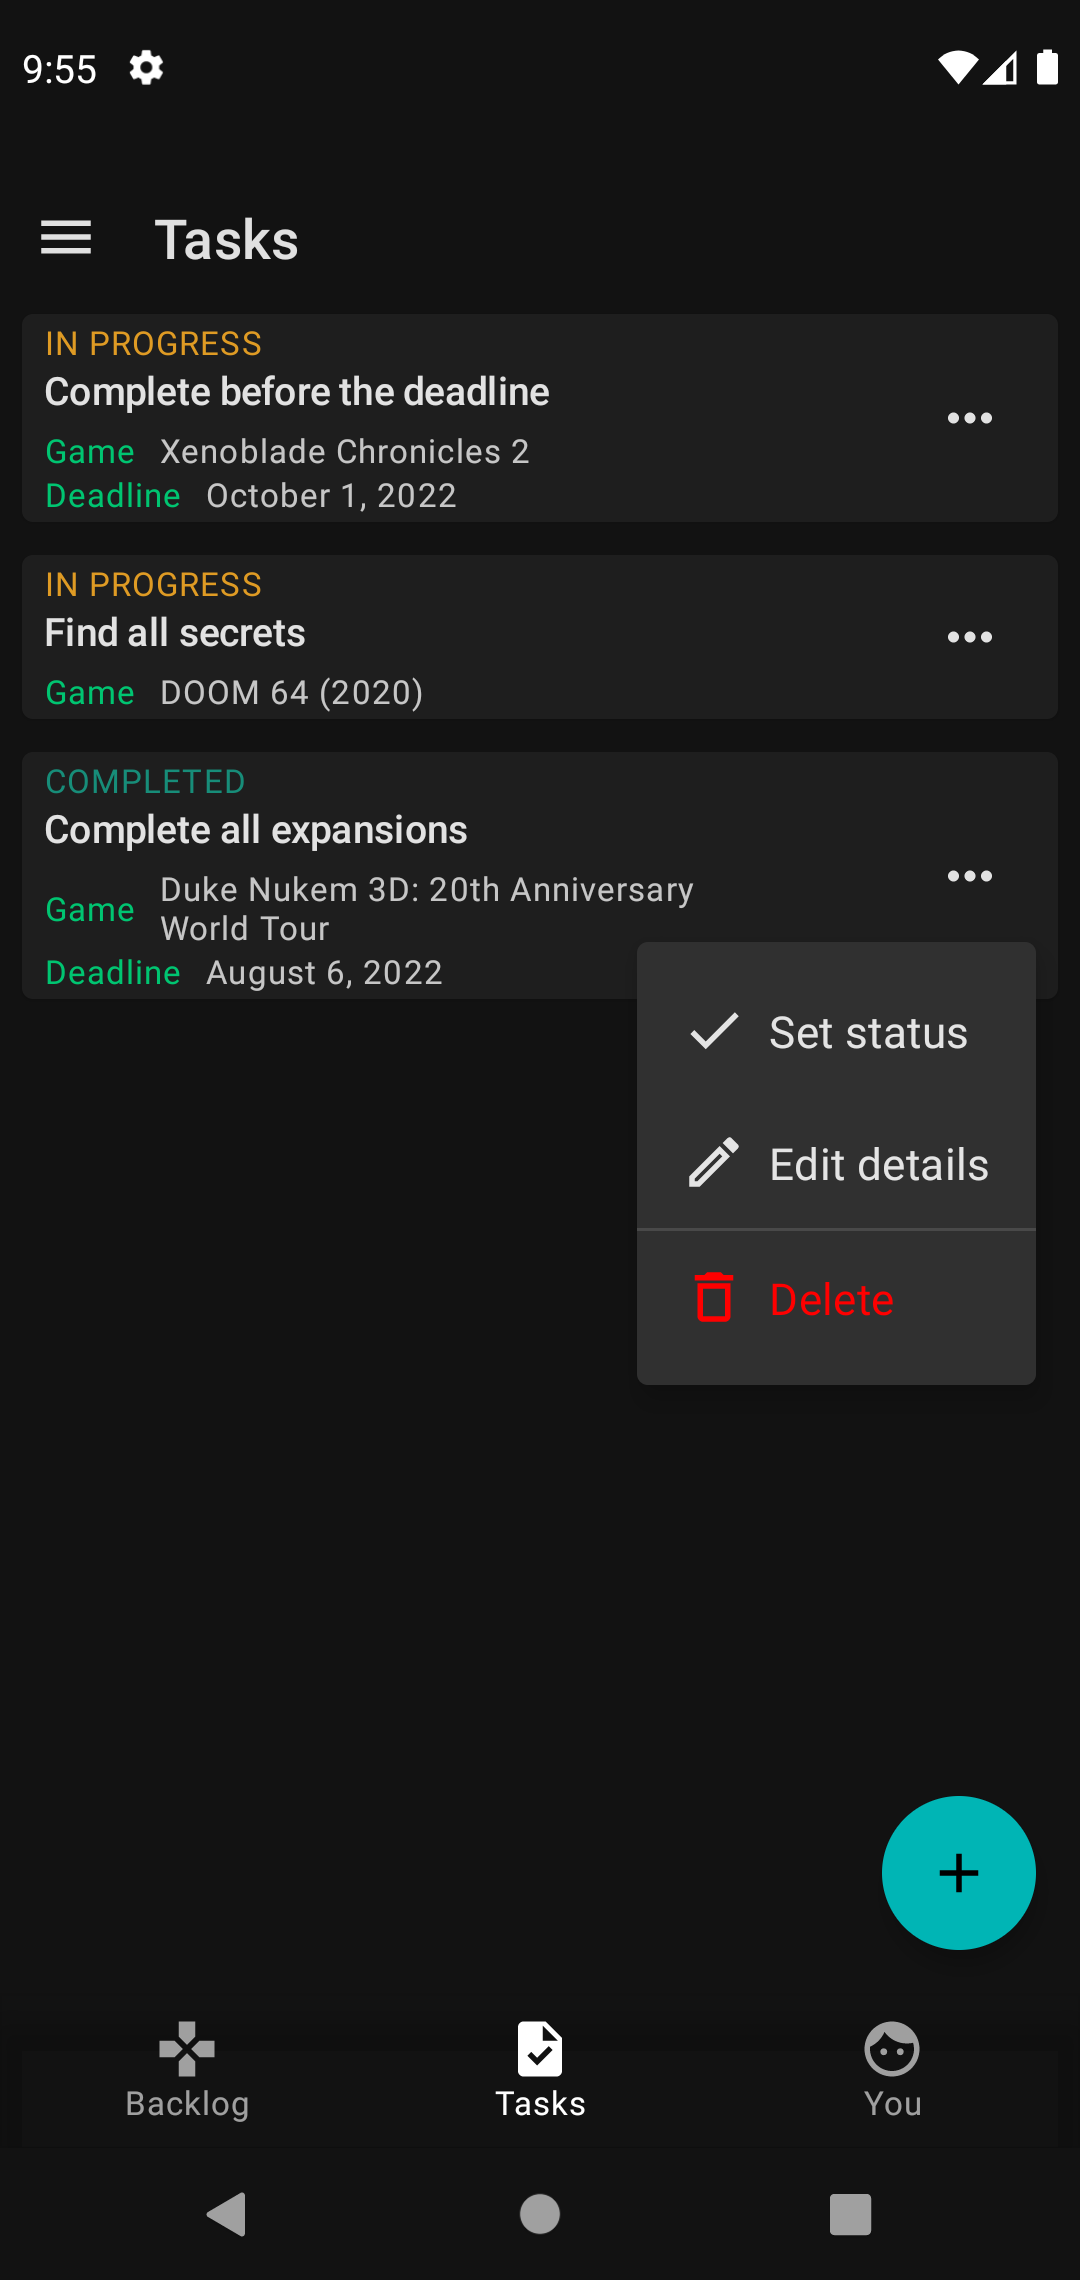 9:55
Tasks
IN PROGRESS
Complete before the deadline
Game Xenoblade Chronicles 2
Deadline October 1, 2022
IN PROGRESS
Find all secrets
Game DOOM 64 (2020)
COMPLETED
Complete all expansions
Game Duke Nukem 3D: 20th Anniversary
World Tour
Deadline August 6, 2022
Set status
Edit details
Delete
Backlog
Tasks
You